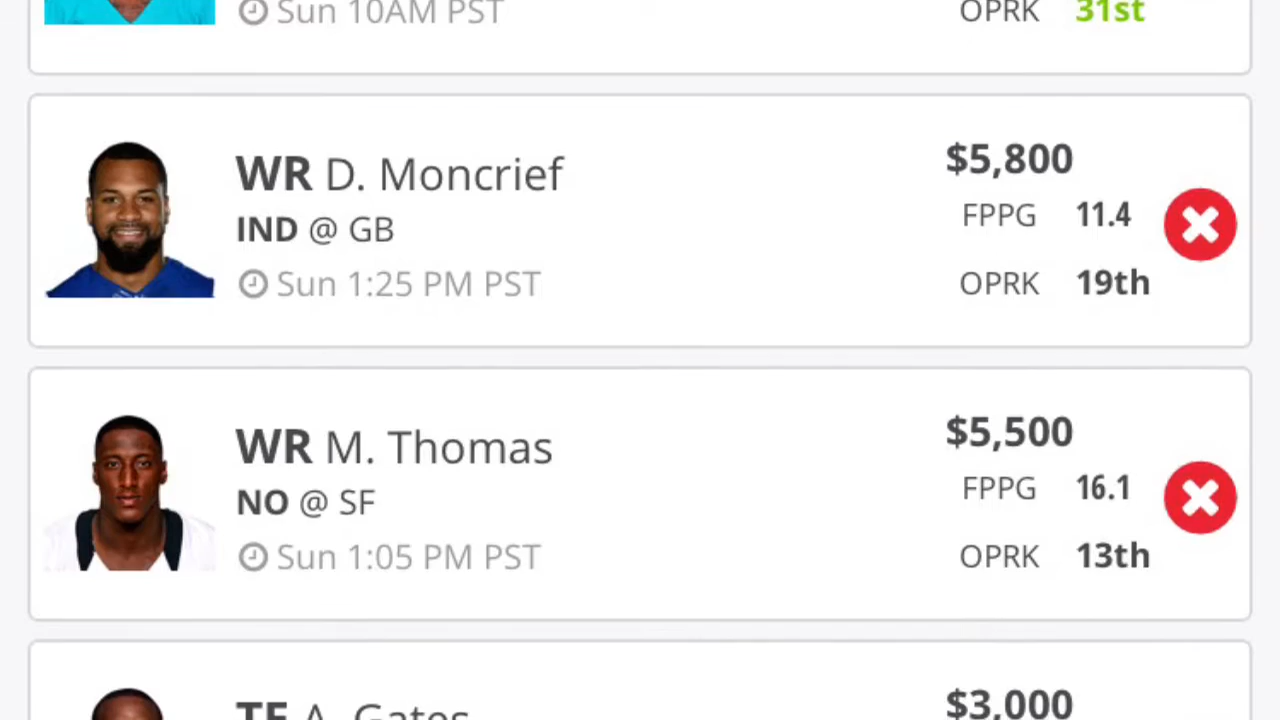 Sun 10AM PST
OPRK 31st
WR D. Moncrief
$5,800
IND @ GB
FPPG 11.4
Sun 1:25 PM PST
OPRK 19th
WR M. Thomas
$5,500
NO @ SF
FPPG 16.1
Sun 1:05 PM PST
OPRK 13th
TE A. Gates
$3,000